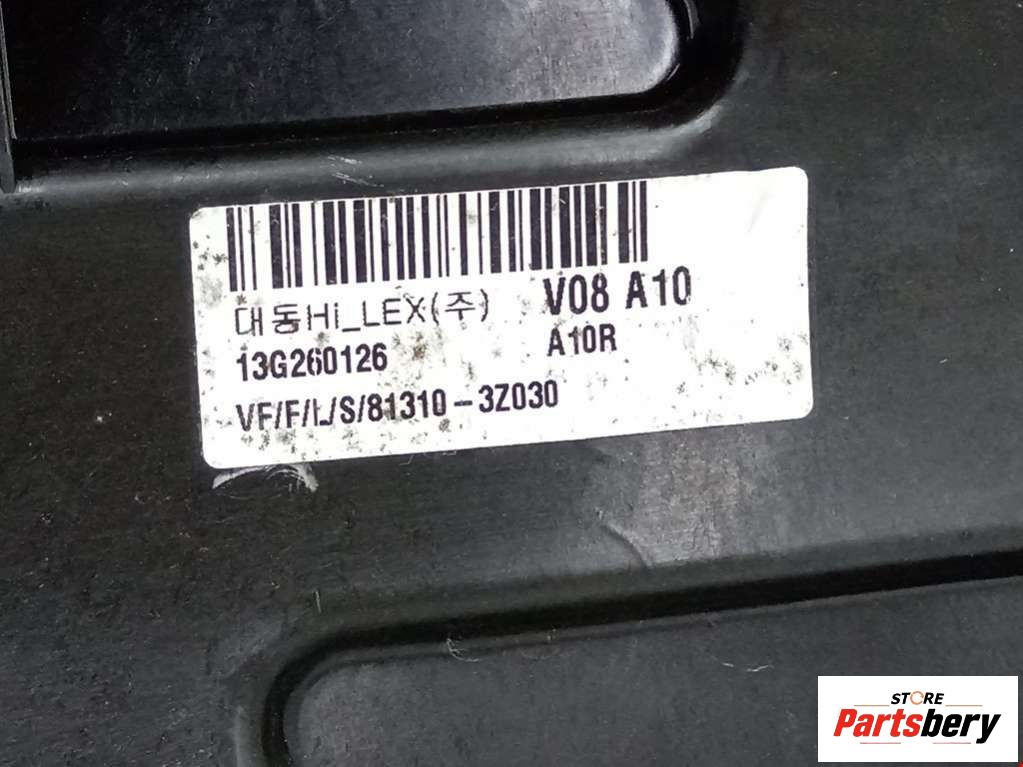 대동Hi_LEX(주) V08 A10
13G260126 A10R
VF/F/L/S/81310-3Z030
STORE
Partsbery